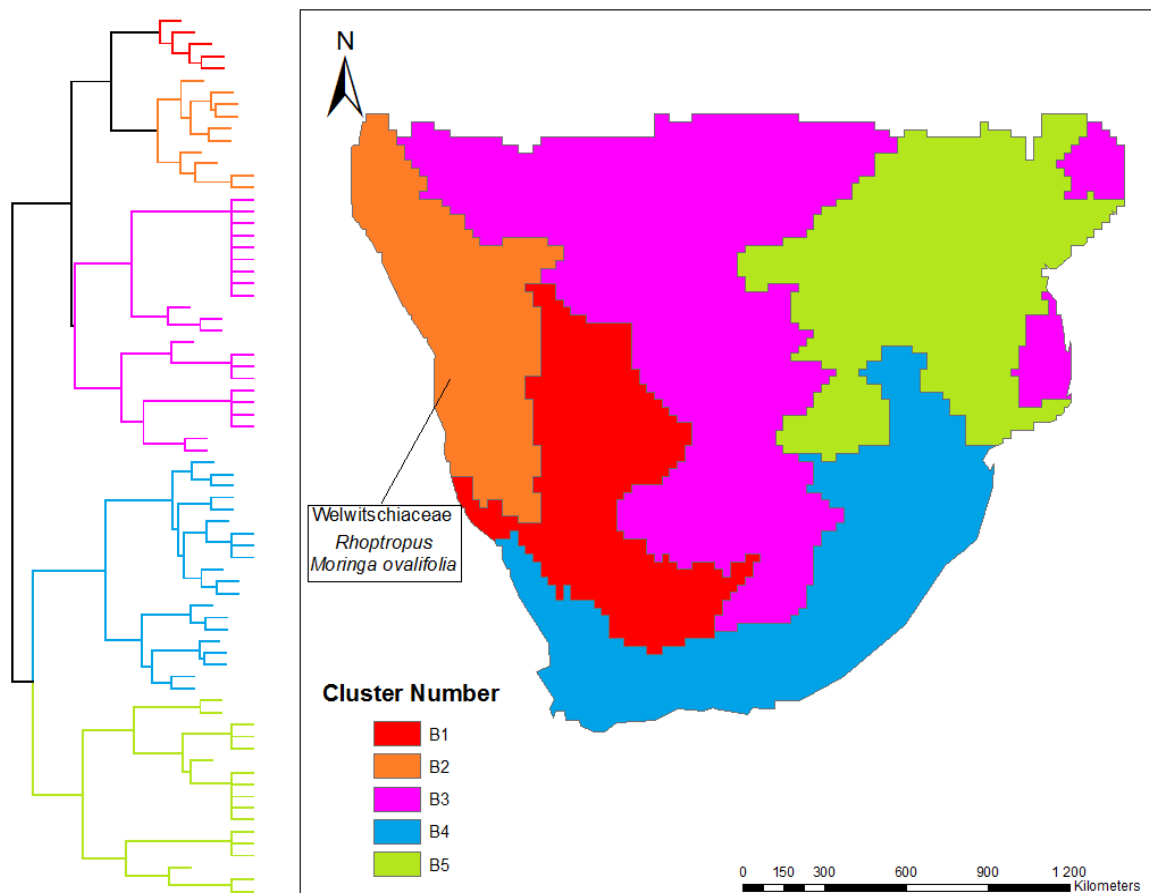 N
Welwitschiaceae
Rhoptropus
Moringa ovalifolia
Cluster Number
B1
B2
B3
B4
B5
0 150 300 600 900 1 200
Kilometers